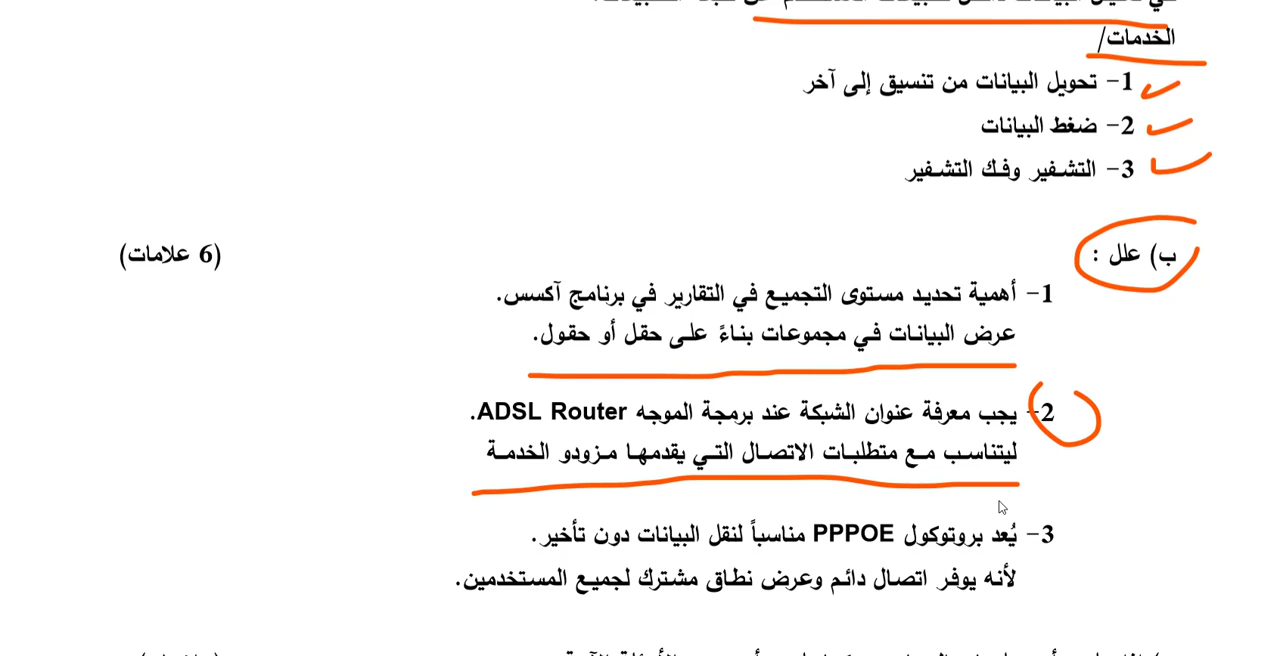 الخدمات/
1- تحويل البيانات من تنسيق إلى آخر
2- ضغط البيانات
3- التشفير وفك التشفير
ب) علل : (6 علامات)
1- أهمية تحديد مستوى التجميع في التقارير في برنامج آكسس.
عرض البيانات في مجموعات بناءً على حقل أو حقول.
2- يجب معرفة عنوان الشبكة عند برمجة الموجه ADSL Router.
ليتناسب مع متطلبات الاتصال التي يقدمها مزودو الخدمة
3- يُعد بروتوكول PPPOE مناسباً لنقل البيانات دون تأخير.
لأنه يوفر اتصال دائم وعرض نطاق مشترك لجميع المستخدمين.